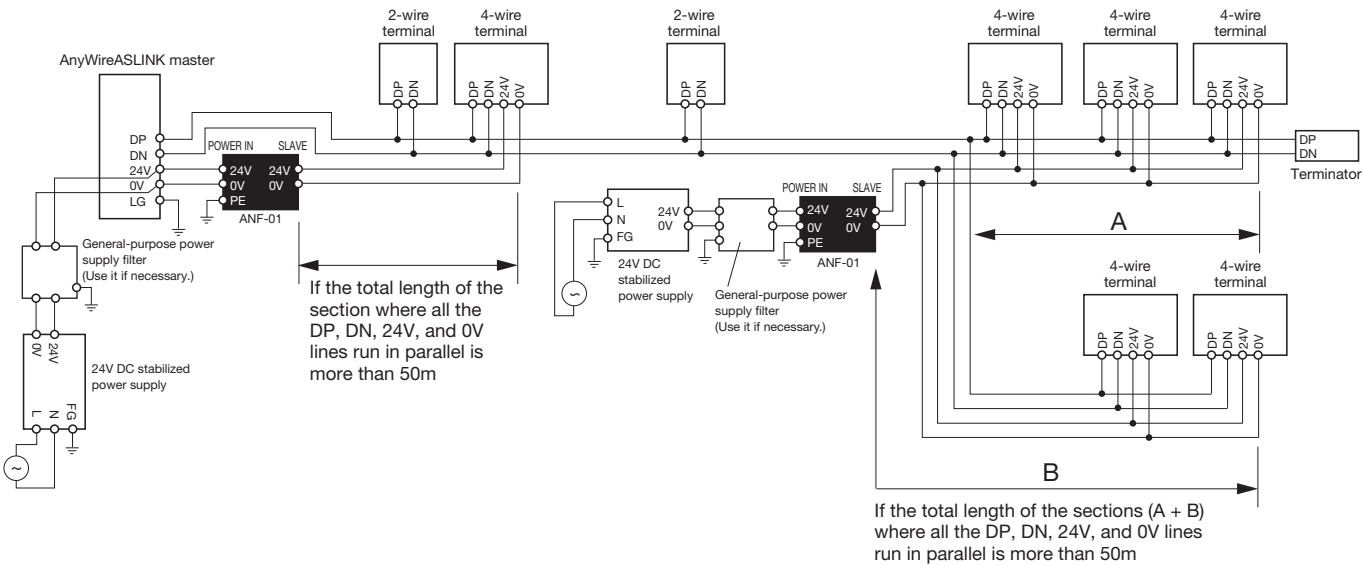 2-wire
terminal
4-wire
terminal
2-wire
terminal
4-wire
terminal
4-wire
terminal
4-wire
terminal
AnyWireASLINK master
DP
DN
24V
0V
LG
DP
DN
DP
DN
24V
0V
DP
DN
DP
DN
24V
0V
DP
DN
24V
0V
DP
DN
24V
0V
DP
DN
Terminator
POWER IN
SLAVE
24V
24V
0V
0V
PE
ANF-01
General-purpose power
supply filter
(Use it if necessary.)
0V
24V
24V DC stabilized
power supply
L
N
FG
~
If the total length of the
section where all the
DP, DN, 24V, and 0V
lines run in parallel is
more than 50m
L
N
FG
24V
0V
~
24V DC
stabilized
power supply
General-purpose power
supply filter
(Use it if necessary.)
POWER IN
SLAVE
24V
24V
0V
0V
PE
ANF-01
A
4-wire
terminal
4-wire
terminal
DP
DN
24V
0V
DP
DN
24V
0V
B
If the total length of the sections (A + B)
where all the DP, DN, 24V, and 0V lines
run in parallel is more than 50m